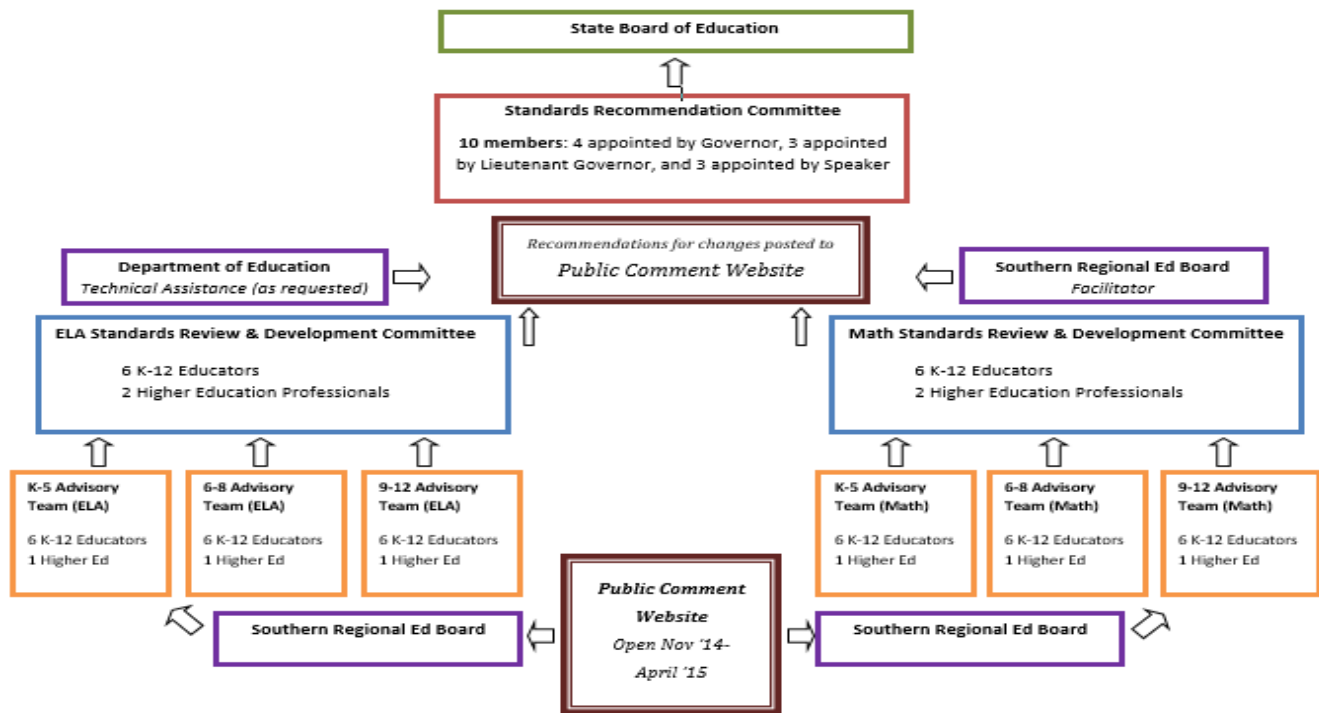 State Board of Education
Standards Recommendation Committee
10 members: 4 appointed by Governor, 3 appointed
by Lieutenant Governor, and 3 appointed by Speaker
Recommendations for changes posted to
Public Comment Website
Department of Education
Technical Assistance (as requested)
Southern Regional Ed Board
Facilitator
ELA Standards Review & Development Committee
6 K-12 Educators
2 Higher Education Professionals
Math Standards Review & Development Committee
6 K-12 Educators
2 Higher Education Professionals
K-5 Advisory
Team (ELA)
6 K-12 Educators
1 Higher Ed
6-8 Advisory
Team (ELA)
6 K-12 Educators
1 Higher Ed
9-12 Advisory
Team (ELA)
6 K-12 Educators
1 Higher Ed
K-5 Advisory
Team (Math)
6 K-12 Educators
1 Higher Ed
6-8 Advisory
Team (Math)
6 K-12 Educators
1 Higher Ed
9-12 Advisory
Team (Math)
6 K-12 Educators
1 Higher Ed
Southern Regional Ed Board
Public Comment
Website
Open Nov '14-
April '15
Southern Regional Ed Board